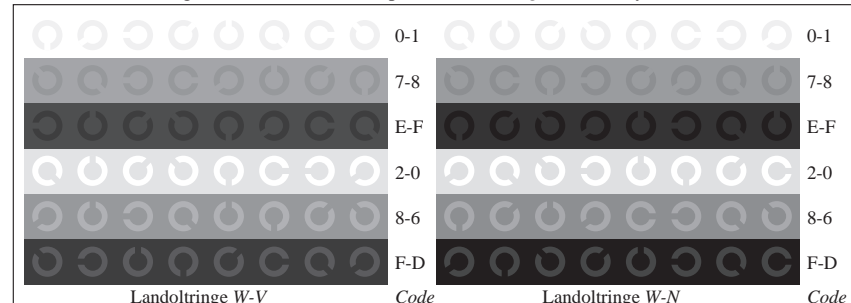 0-1 0-1
7-8 7-8
E-F E-F
2-0 2-0
8-6 8-6
F-D F-D
Landoltringe W-V Code Landoltringe W-N Code